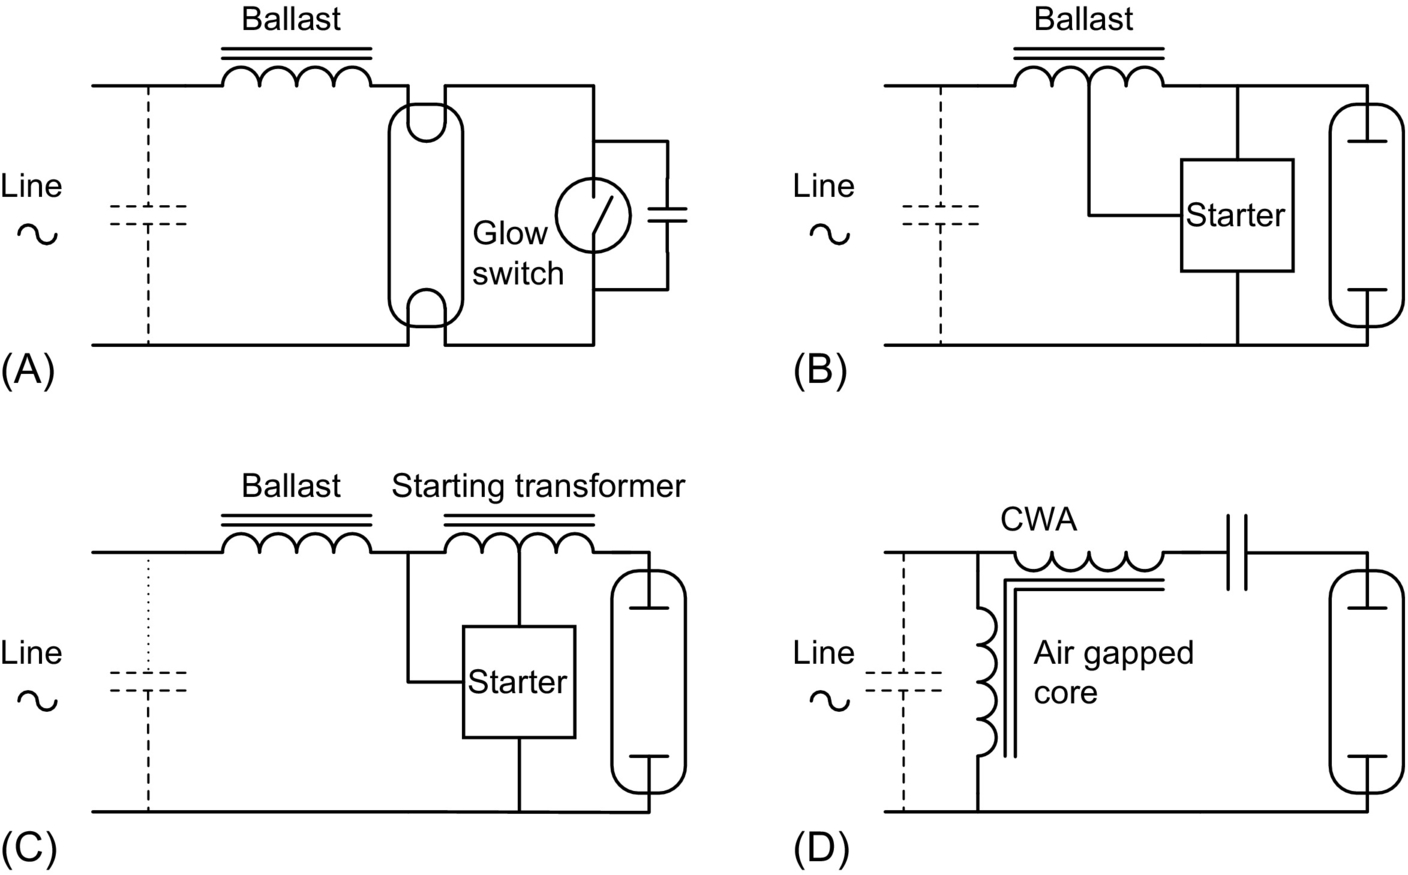 Ballast
Line
Glow
switch
(A)
Ballast
Line
Starter
(B)
Ballast
Starting transformer
Line
Starter
(C)
CWA
Line
Air gapped
core
(D)